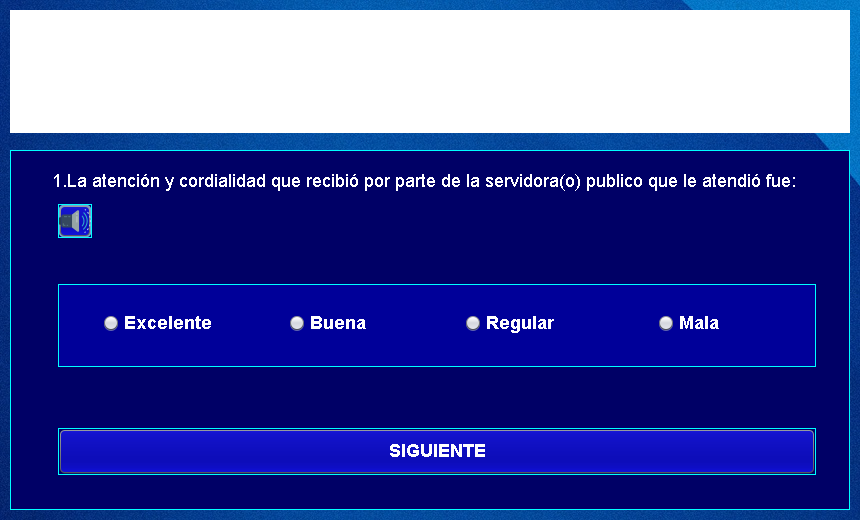 1.La atención y cordialidad que recibió por parte de la servidora(o) publico que le atendió fue:
Excelente Buena Regular Mala
SIGUIENTE